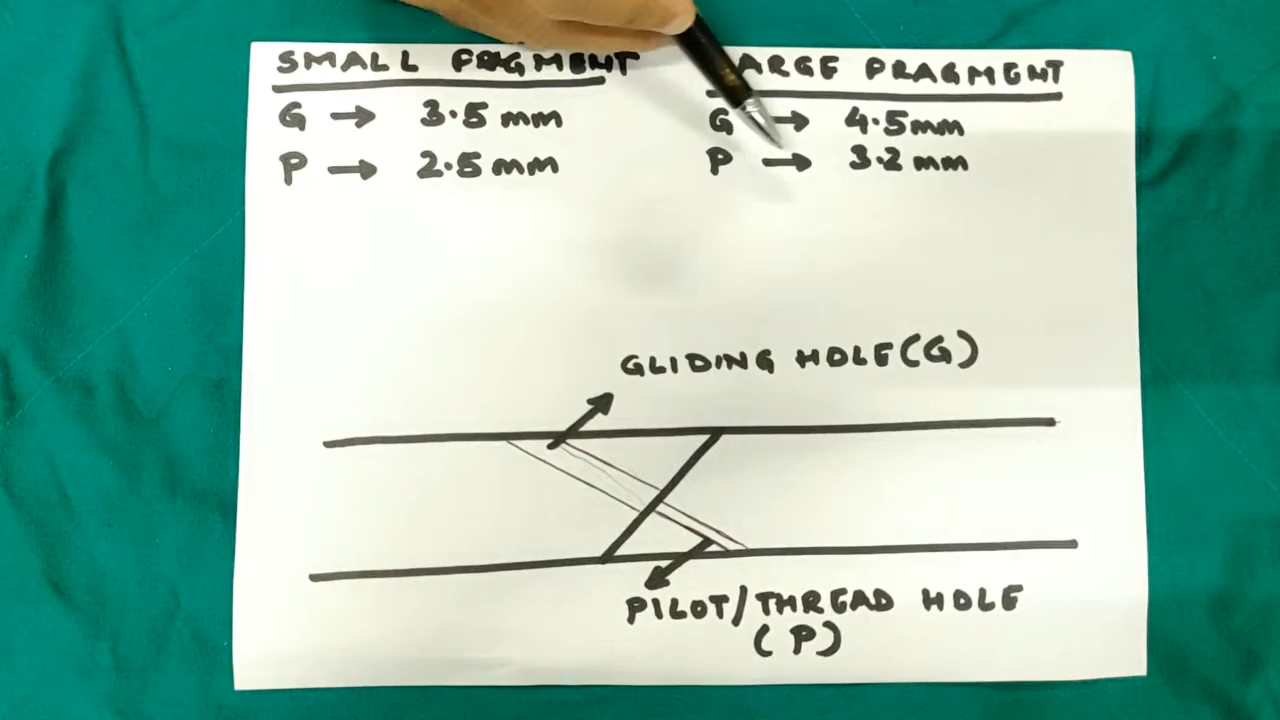 SMALL FRAGMENT
G → 3.5 mm
P → 2.5 mm
ARGE FRAGMENT
G → 4.5mm
P → 3.2 mm
GLIDING HOLE (G)
PILOT/THREAD HOLE
(P)